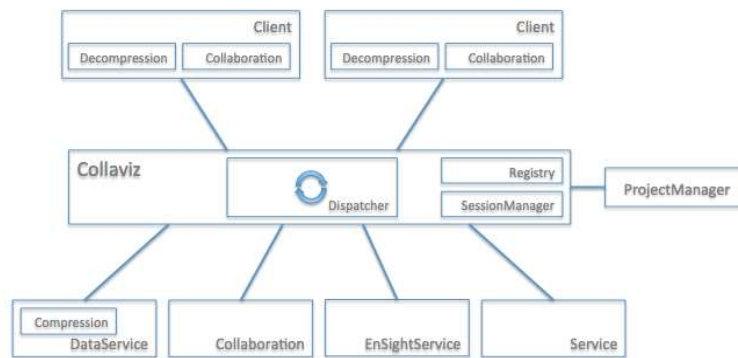 Client
Client
Decompression
Collaboration
Decompression
Collaboration
Collaviz
Registry
Dispatcher
SessionManager
ProjectManager
Compression
DataService
Collaboration
EnSightService
Service